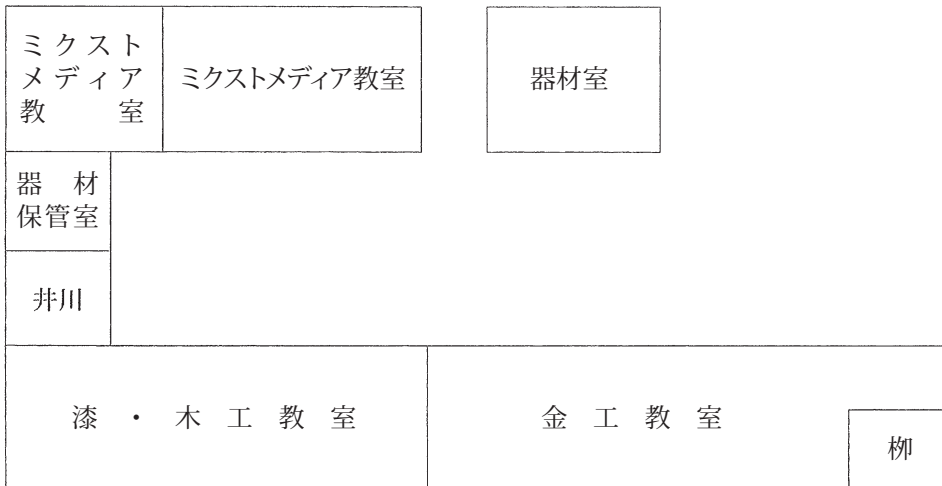 ミクスト
メディア
教室
ミクストメディア教室
器材室
器材
保管室
井川
漆・木工教室
金工教室
栁